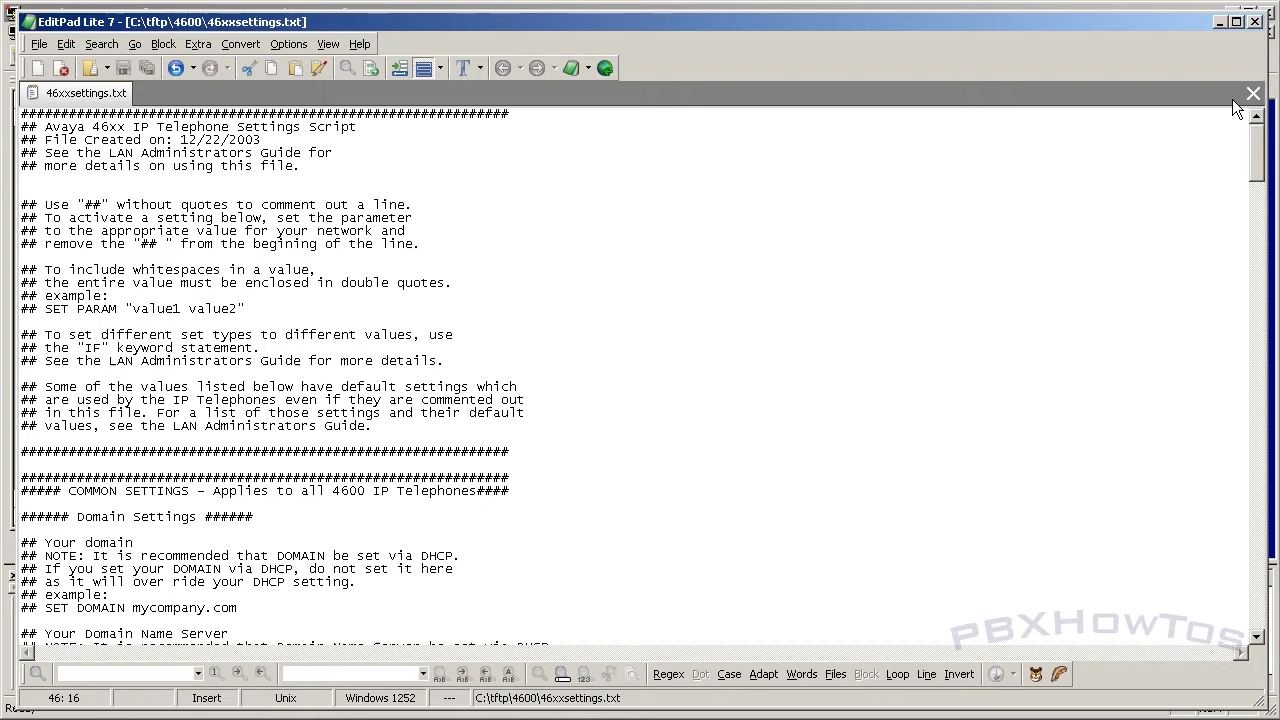 EditPad Lite 7 - [C:\tftp\4600\46xxsettings.txt]
File Edit Search Go Block Extra Convert Options View Help
46xxsettings.txt
#############################################################
## Avaya 46xx IP Telephone Settings Script
## File Created on: 12/22/2003
## See the LAN Administrators Guide for
## more details on using this file.
## Use "##" without quotes to comment out a line.
## To activate a setting below, set the parameter
## to the appropriate value for your network and
## remove the "## " from the begining of the line.
## To include whitespaces in a value,
## the entire value must be enclosed in double quotes.
## example:
## SET PARAM "value1 value2"
## To set different set types to different values, use
## the "IF" keyword statement.
## See the LAN Administrators Guide for more details.
## Some of the values listed below have default settings which
## are used by the IP Telephones even if they are commented out
## in this file. For a list of those settings and their default
## values, see the LAN Administrators Guide.
#############################################################
#############################################################
##### COMMON SETTINGS - Applies to all 4600 IP Telephones####
###### Domain Settings ######
## Your domain
## NOTE: It is recommended that DOMAIN be set via DHCP.
## If you set your DOMAIN via DHCP, do not set it here
## as it will over ride your DHCP setting.
## example:
## SET DOMAIN mycompany.com
## Your Domain Name Server
PBXHowTos
Regex Dot Case Adapt Words Files Block Loop Line Invert
46: 16 Insert Unix Windows 1252 --- C:\tftp\4600\46xxsettings.txt